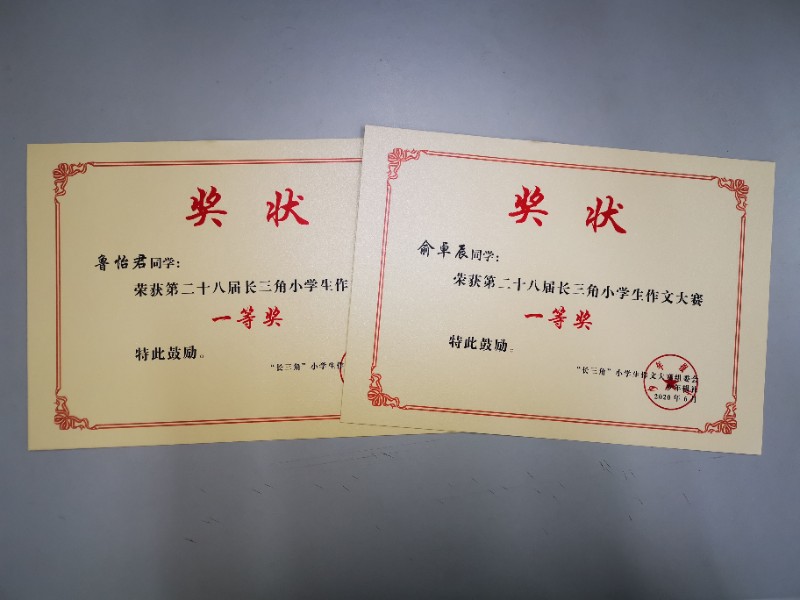 奖状
鲁怡君同学：
荣获第二十八届长三角小学生作
一等奖
特此鼓励。
“长三角”小学生作
奖状
俞卓辰同学：
荣获第二十八届长三角小学生作文大赛
一等奖
特此鼓励。
“长三角”小学生作文大赛组委会
2020年6月